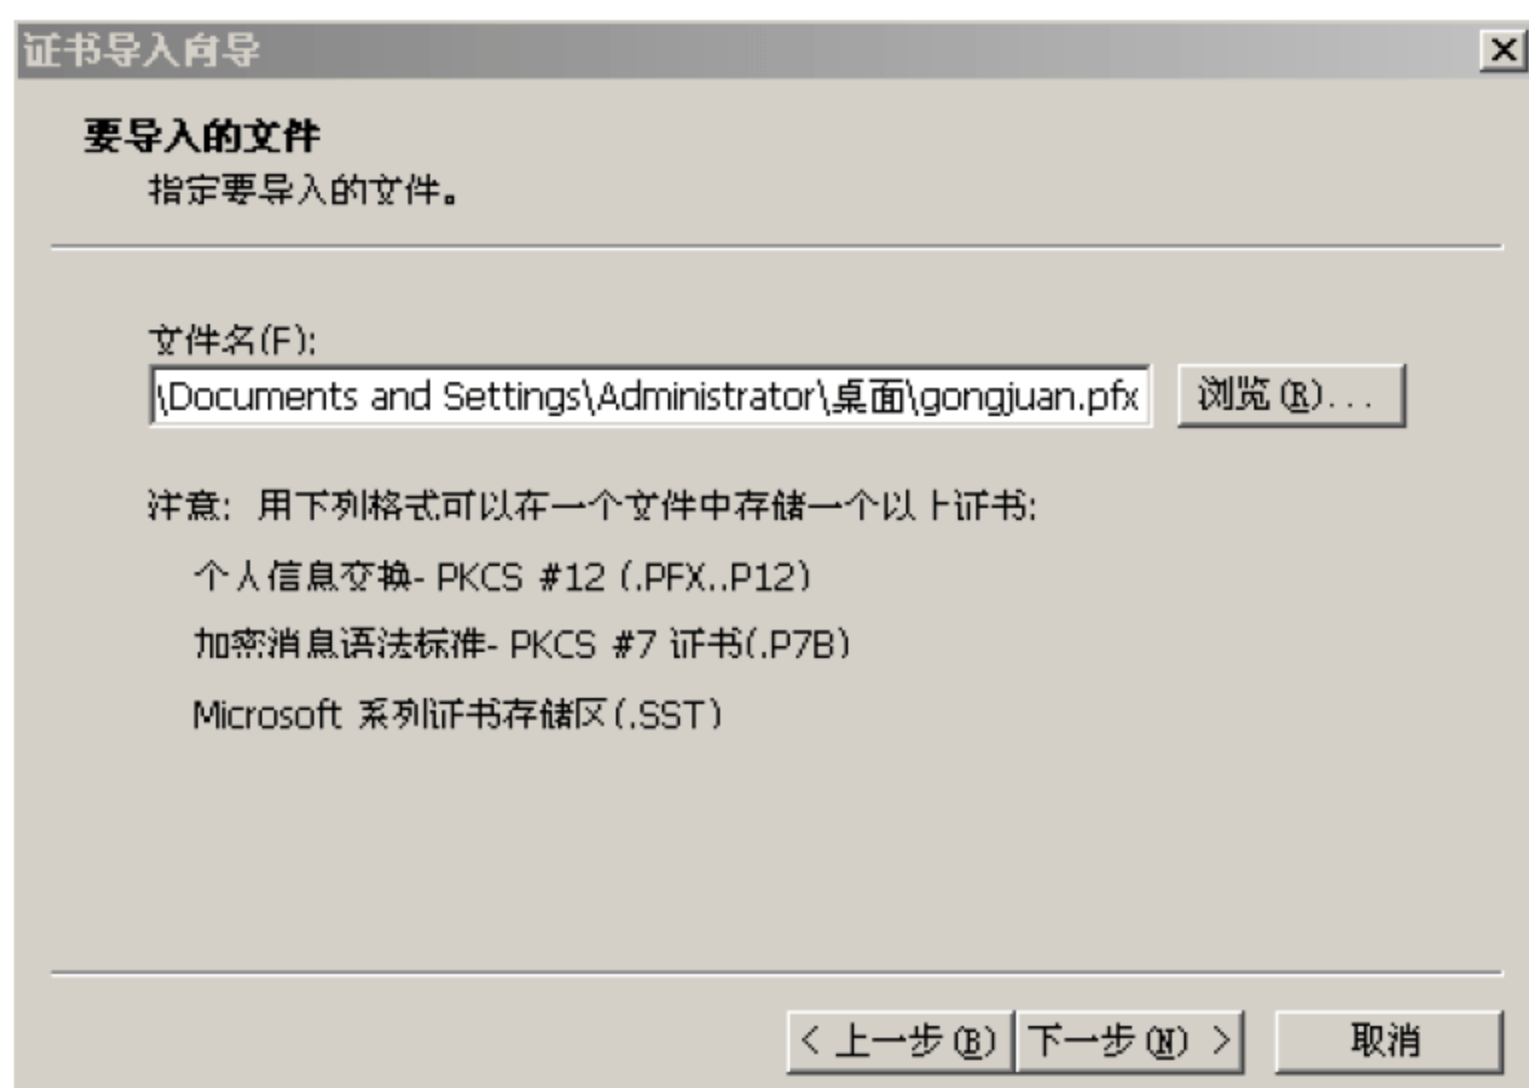 证书导入向导
要导入的文件
指定要导入的文件。
文件名(F):
\Documents and Settings\Administrator\桌面\gongjuan.pfx
浏览(R)...
注意: 用下列格式可以在一个文件中存储一个以上证书:
个人信息交换- PKCS #12 (.PFX,.P12)
加密消息语法标准- PKCS #7 证书(.P7B)
Microsoft 系列证书存储区(.SST)
< 上一步(B) 下一步(N) > 取消